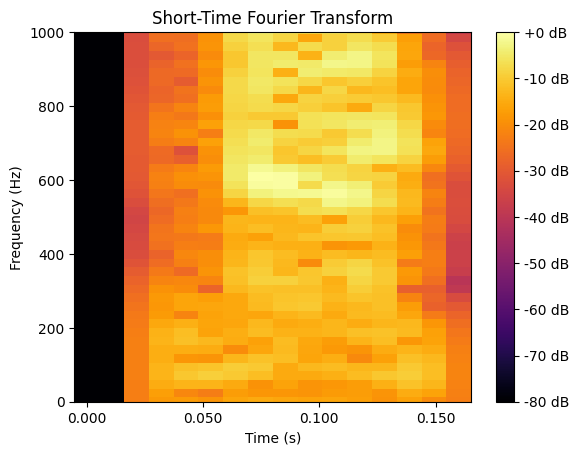 Short-Time Fourier Transform
1000
800
600
400
200
0
Frequency (Hz)
0.000
0.050
0.100
0.150
Time (s)
+0 dB
-10 dB
-20 dB
-30 dB
-40 dB
-50 dB
-60 dB
-70 dB
-80 dB